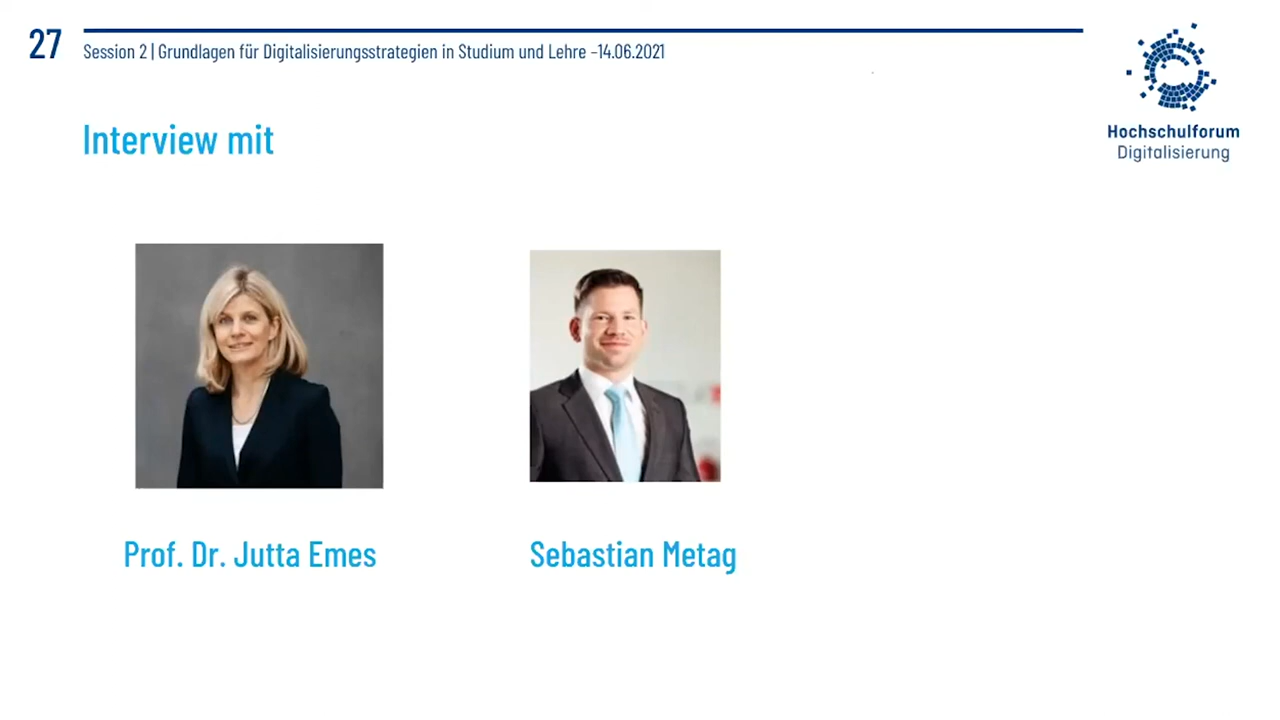 27
Session 2 | Grundlagen für Digitalisierungsstrategien in Studium und Lehre –14.06.2021
Hochschulforum
Digitalisierung
Interview mit
Prof. Dr. Jutta Emes
Sebastian Metag